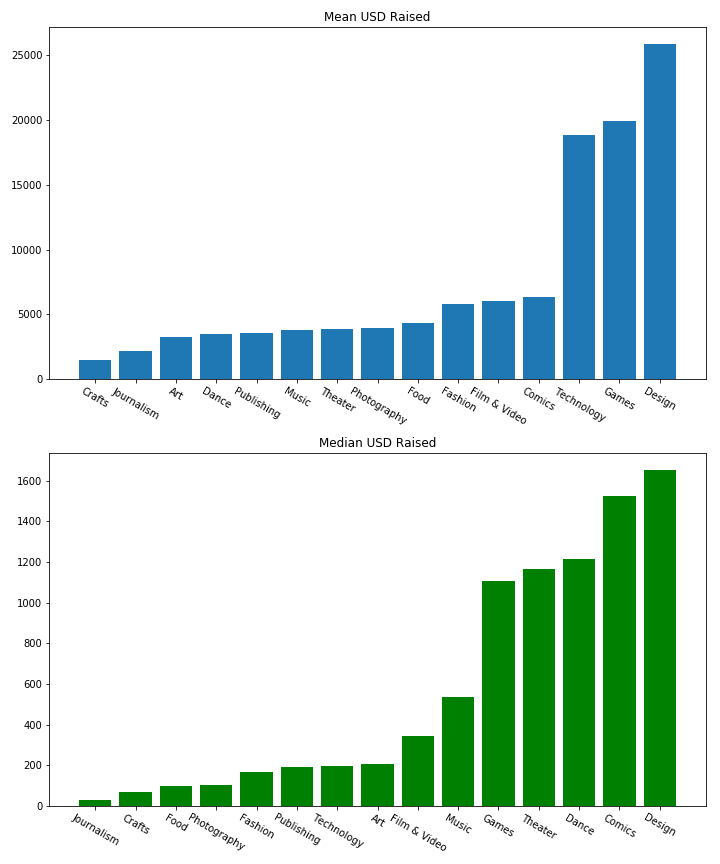 Mean USD Raised
25000
20000
15000
10000
5000
0
Crafts
Journalism
Art
Dance
Publishing
Music
Theater
Photography
Food
Fashion
Film & Video
Comics
Technology
Games
Design
Median USD Raised
1600
1400
1200
1000
800
600
400
200
0
Journalism
Crafts
Food
Photography
Fashion
Publishing
Technology
Art
Film & Video
Music
Games
Theater
Dance
Comics
Design